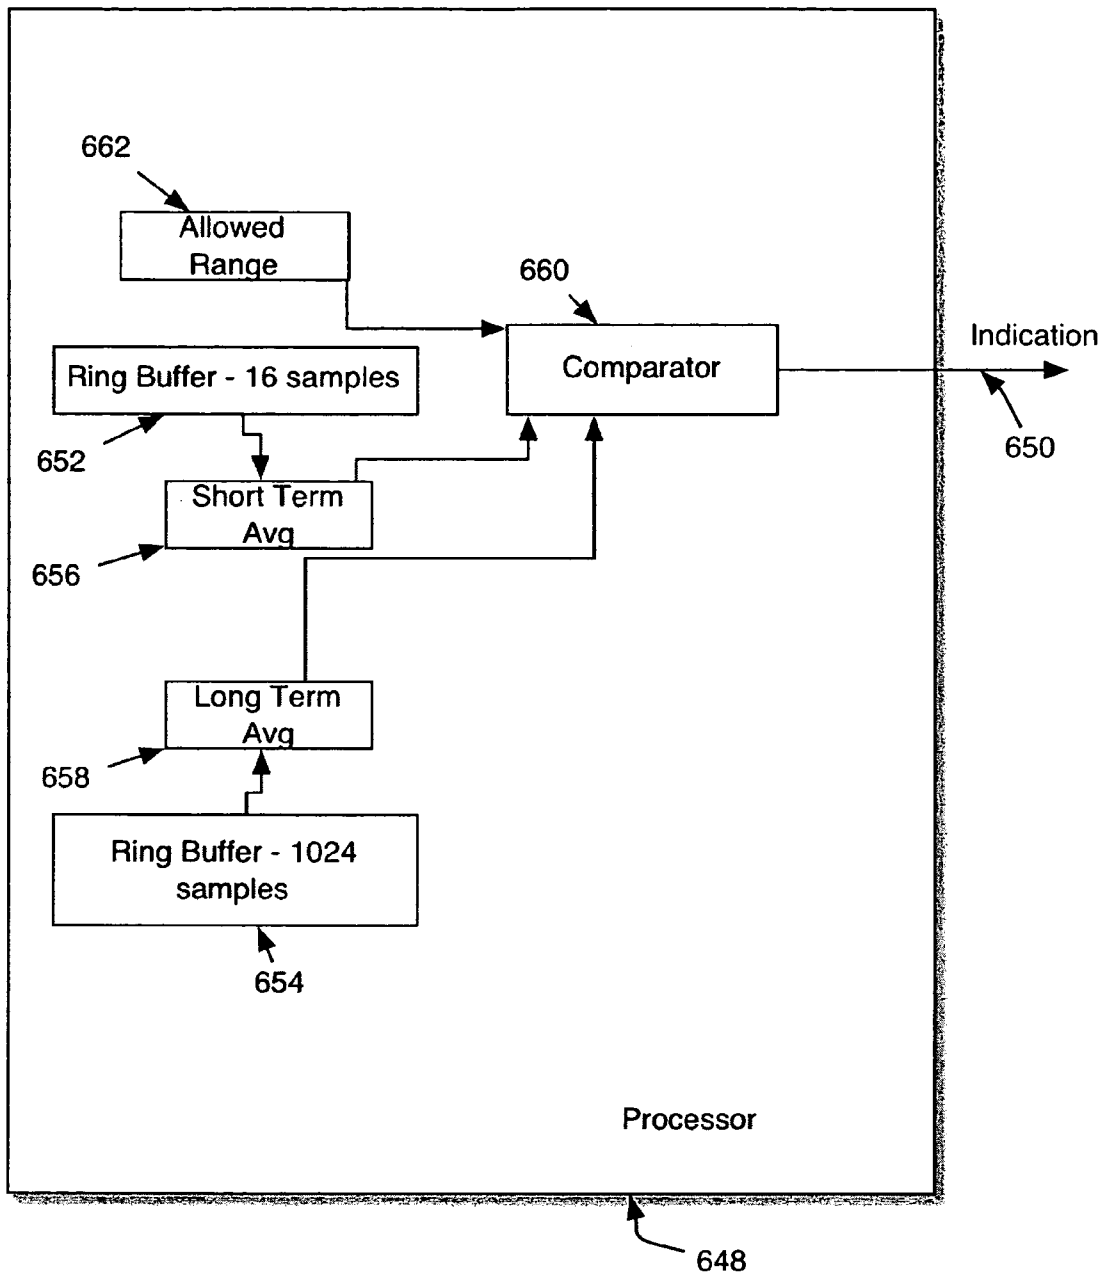 662
Allowed
Range
660
Indication
Comparator
Ring Buffer - 16 samples
650
652
Short Term
Avg
656
Long Term
Avg
658
Ring Buffer - 1024
samples
654
Processor
648